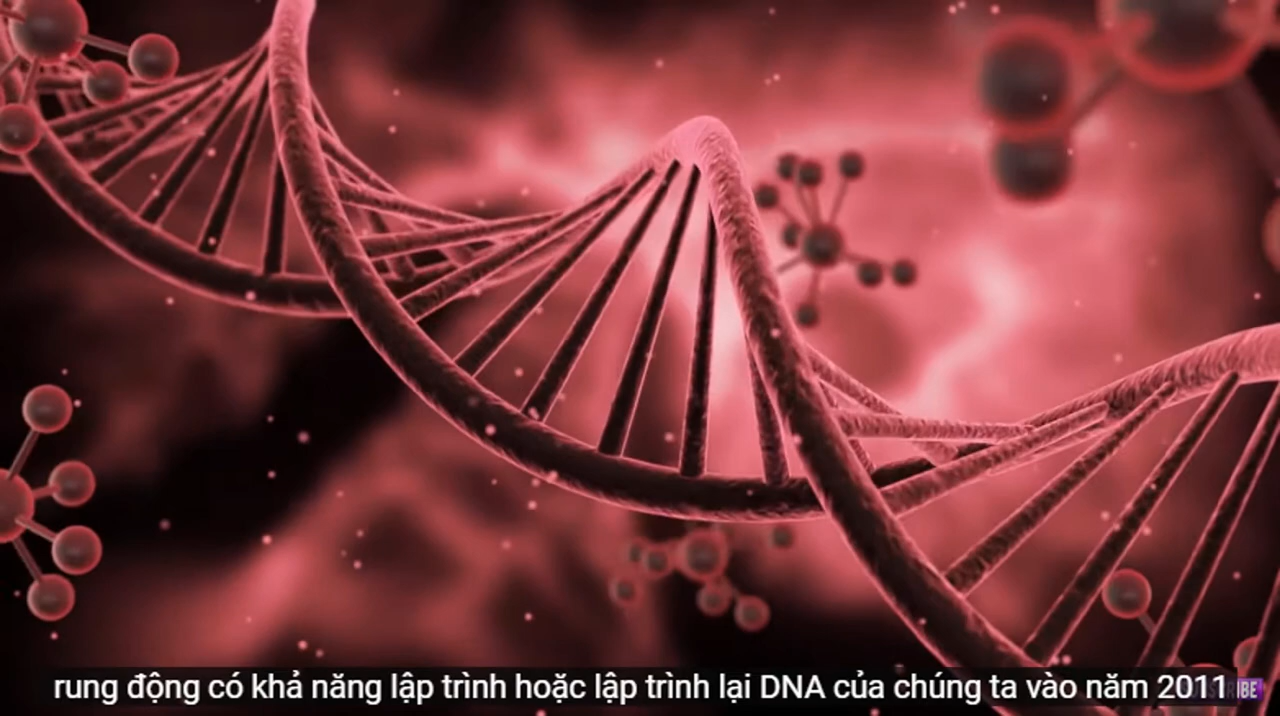 rung động có khả năng lập trình hoặc lập trình lại DNA của chúng ta vào năm 2011